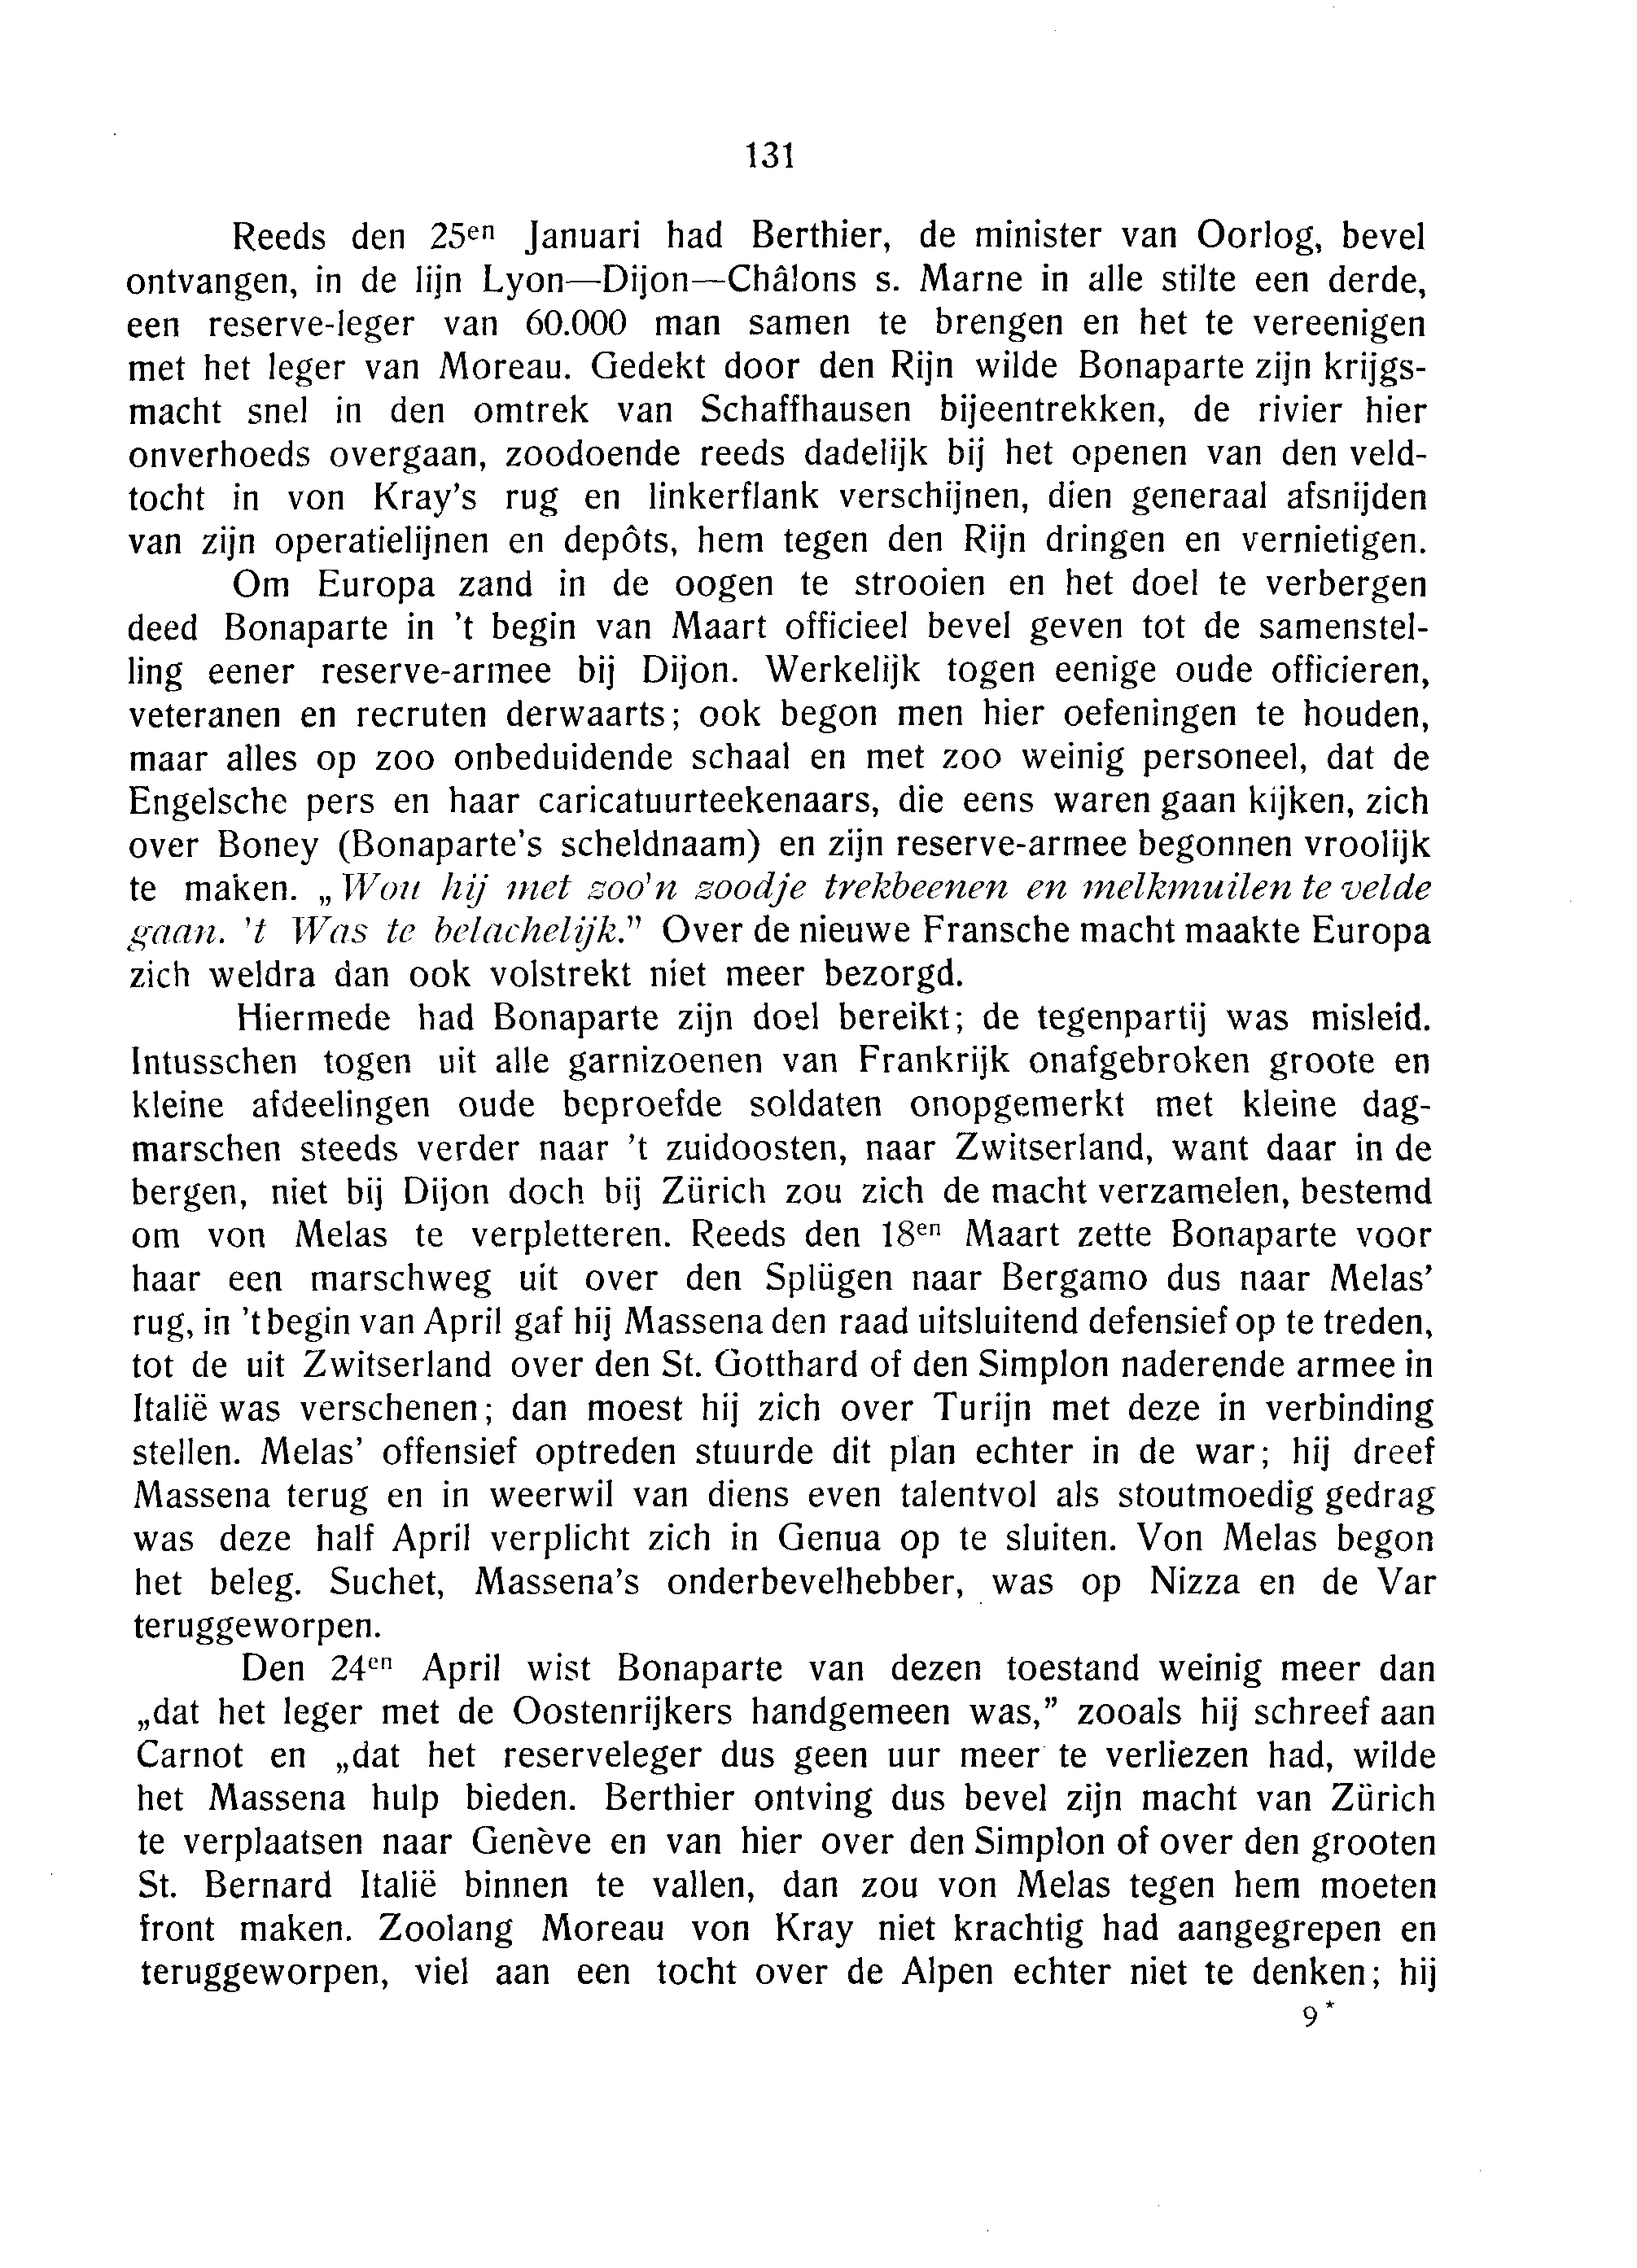 131
Reeds den 25en Januari had Berthier, de minister van Oorlog, bevel
ontvangen, in de lijn Lyon—Dijon—Châlons s. Marne in alle stilte een derde,
een reserve-leger van 60.000 man samen te brengen en het te vereenigen
met het leger van Moreau. Gedekt door den Rijn wilde Bonaparte zijn krijgs-
macht snel in den omtrek van Schaffhausen bijeentrekken, de rivier hier
onverhoeds overgaan, zoodoende reeds dadelijk bij het openen van den veld-
tocht in von Kray's rug en linkerflank verschijnen, dien generaal afsnijden
van zijn operatielijnen en depôts, hem tegen den Rijn dringen en vernietigen.
Om Europa zand in de oogen te strooien en het doel te verbergen
deed Bonaparte in 't begin van Maart officieel bevel geven tot de samenstel-
ling eener reserve-armee bij Dijon. Werkelijk togen eenige oude officieren,
veteranen en recruten derwaarts; ook begon men hier oefeningen te houden,
maar alles op zoo onbeduidende schaal en met zoo weinig personeel, dat de
Engelsche pers en haar caricatuurteekenaars, die eens waren gaan kijken, zich
over Boney (Bonaparte's scheldnaam) en zijn reserve-armee begonnen vroolijk
te maken. „Wou hij met zoo'n zoodje trekbeenen en melkmuilen te velde
gaan. 't Was te belachelijk.” Over de nieuwe Fransche macht maakte Europa
zich weldra dan ook volstrekt niet meer bezorgd.
Hiermede had Bonaparte zijn doel bereikt; de tegenpartij was misleid.
Intusschen togen uit alle garnizoenen van Frankrijk onafgebroken groote en
kleine afdeelingen oude beproefde soldaten onopgemerkt met kleine dag-
marschen steeds verder naar 't zuidoosten, naar Zwitserland, want daar in de
bergen, niet bij Dijon doch bij Zürich zou zich de macht verzamelen, bestemd
om von Melas te verpletteren. Reeds den 18en Maart zette Bonaparte voor
haar een marschweg uit over den Splügen naar Bergamo dus naar Melas'
rug, in 't begin van April gaf hij Massena den raad uitsluitend defensief op te treden,
tot de uit Zwitserland over den St. Gotthard of den Simplon naderende armee in
Italië was verschenen; dan moest hij zich over Turijn met deze in verbinding
stellen. Melas' offensief optreden stuurde dit plan echter in de war; hij dreef
Massena terug en in weerwil van diens even talentvol als stoutmoedig gedrag
was deze half April verplicht zich in Genua op te sluiten. Von Melas begon
het beleg. Suchet, Massena's onderbevelhebber, was op Nizza en de Var
teruggeworpen.
Den 24en April wist Bonaparte van dezen toestand weinig meer dan
„dat het leger met de Oostenrijkers handgemeen was,” zooals hij schreef aan
Carnot en „dat het reserveleger dus geen uur meer te verliezen had, wilde
het Massena hulp bieden. Berthier ontving dus bevel zijn macht van Zürich
te verplaatsen naar Genève en van hier over den Simplon of over den grooten
St. Bernard Italië binnen te vallen, dan zou von Melas tegen hem moeten
front maken. Zoolang Moreau von Kray niet krachtig had aangegrepen en
teruggeworpen, viel aan een tocht over de Alpen echter niet te denken; hij
9*